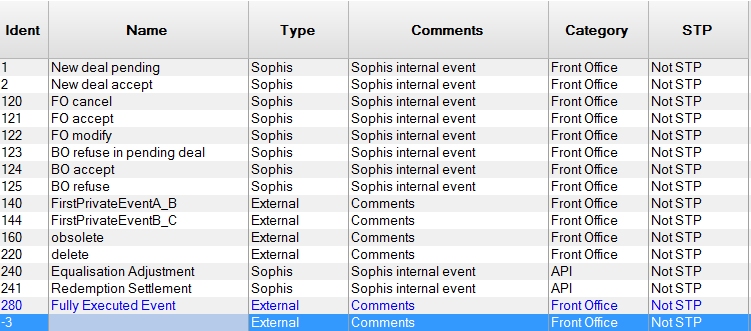 Ident Name Type Comments Category STP
1 New deal pending Sophis Sophis internal event Front Office Not STP
2 New deal accept Sophis Sophis internal event Front Office Not STP
120 FO cancel Sophis Sophis internal event Front Office Not STP
121 FO accept Sophis Sophis internal event Front Office Not STP
122 FO modify Sophis Sophis internal event Front Office Not STP
123 BO refuse in pending deal Sophis Sophis internal event Front Office Not STP
124 BO accept Sophis Sophis internal event Front Office Not STP
125 BO refuse Sophis Sophis internal event Front Office Not STP
140 FirstPrivateEventA_B External Comments Front Office Not STP
144 FirstPrivateEventB_C External Comments Front Office Not STP
160 obsolete External Comments Front Office Not STP
220 delete External Comments Front Office Not STP
240 Equalisation Adjustment Sophis Sophis internal event API Not STP
241 Redemption Settlement Sophis Sophis internal event API Not STP
280 Fully Executed Event External Comments Front Office Not STP
-3 External Comments Front Office Not STP